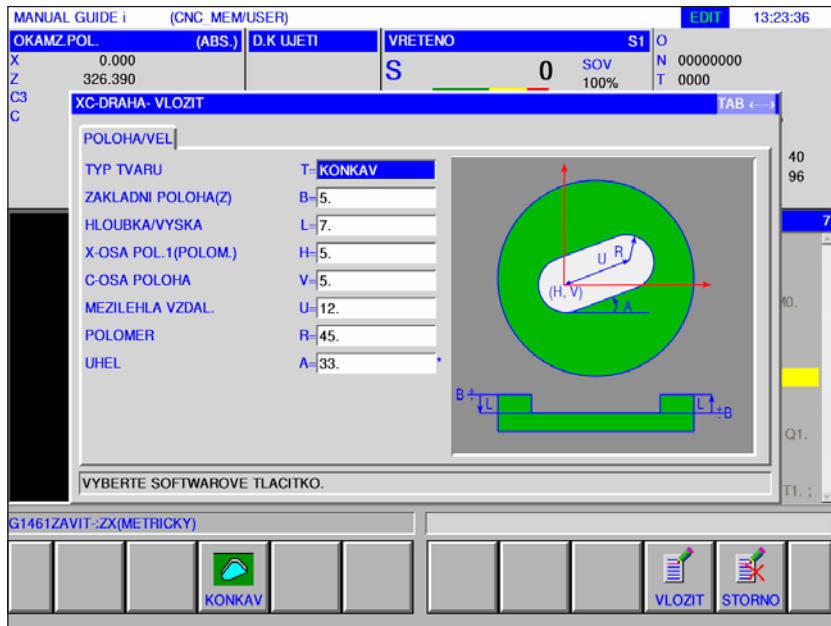 MANUAL GUIDE i (CNC_MEM/USER) EDIT 13:23:36
OKAMZ.POL. (ABS.) D.K UJETI VRETENO S1 O
X 0.000 S 0 SOV N 00000000
Z 326.390 100% T 0000
C3
C
XC-DRAHA- VLOZIT TAB ←→
POLOHA/VEL
TYP TVARU T= KONKAV
ZAKLADNI POLOHA(Z) B= 5.
HLOUBKA/VYSKA L= 7.
X-OSA POL.1(POLOM.) H= 5.
C-OSA POLOHA V= 5.
MEZILEHLA VZDAL. U= 12.
POLOMER R= 45.
UHEL A= 33. *
U R
(H, V)
A
B + L L ±B
40
96
7
M0.
Q1.
T1. ;
VYBERTE SOFTWAROVE TLACITKO.
G1461ZAVIT-:ZX(METRICKY)
KONKAV VLOZIT STORNO